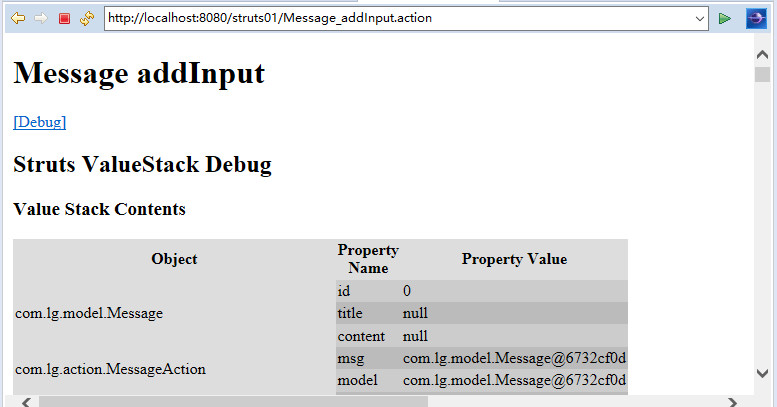 http://localhost:8080/struts01/Message_addInput.action
Message addInput
[Debug]
Struts ValueStack Debug
Value Stack Contents
Object Property Name Property Value
com.lg.model.Message id 0
title null
content null
com.lg.action.MessageAction msg com.lg.model.Message@6732cf0d
model com.lg.model.Message@6732cf0d